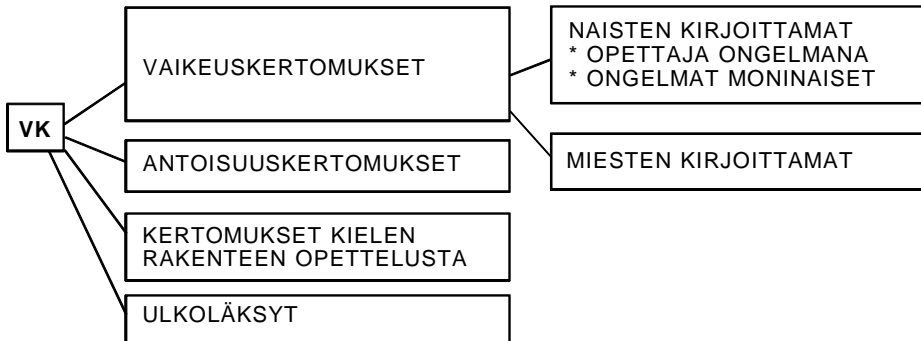 VK
VAIKEUSKERTOMUKSET
NAISTEN KIRJOITTAMAT
* OPETTAJA ONGELMANA
* ONGELMAT MONINAISET
MIESTEN KIRJOITTAMAT
ANTOISUUSKERTOMUKSET
KERTOMUKSET KIELEN
RAKENTEEN OPETTELUSTA
ULKOLÄKSYT